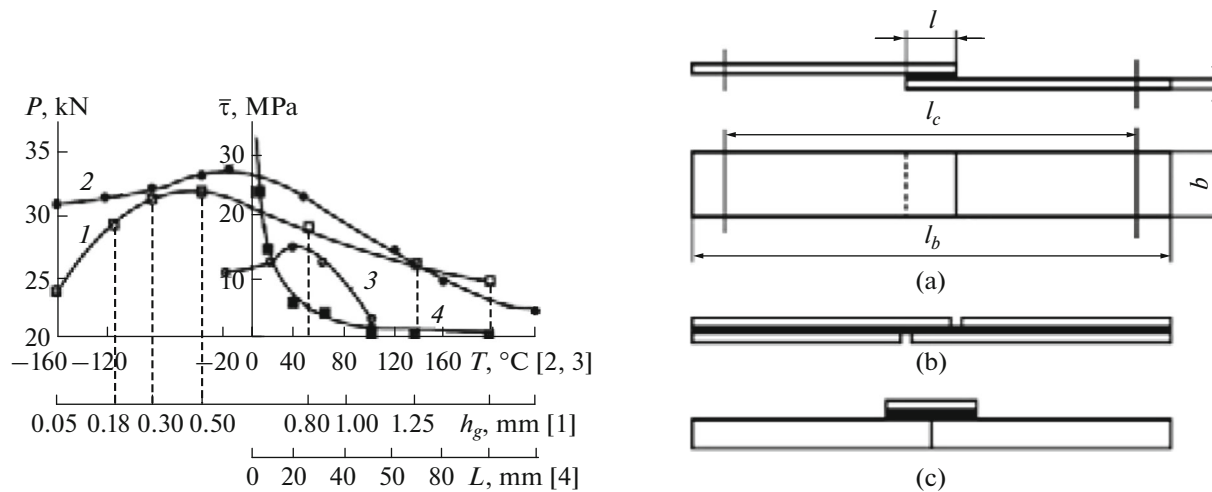 P, kN
τ̅, MPa
35
30
25
20
30
20
10
2
1
3
4
−160 −120 −20 0 40 80 120 160 T, °C [2, 3]
0.05 0.18 0.30 0.50 0.80 1.00 1.25 h_g, mm [1]
0 20 40 60 80 L, mm [4]
l
l_c
b
l_b
(a)
(b)
(c)